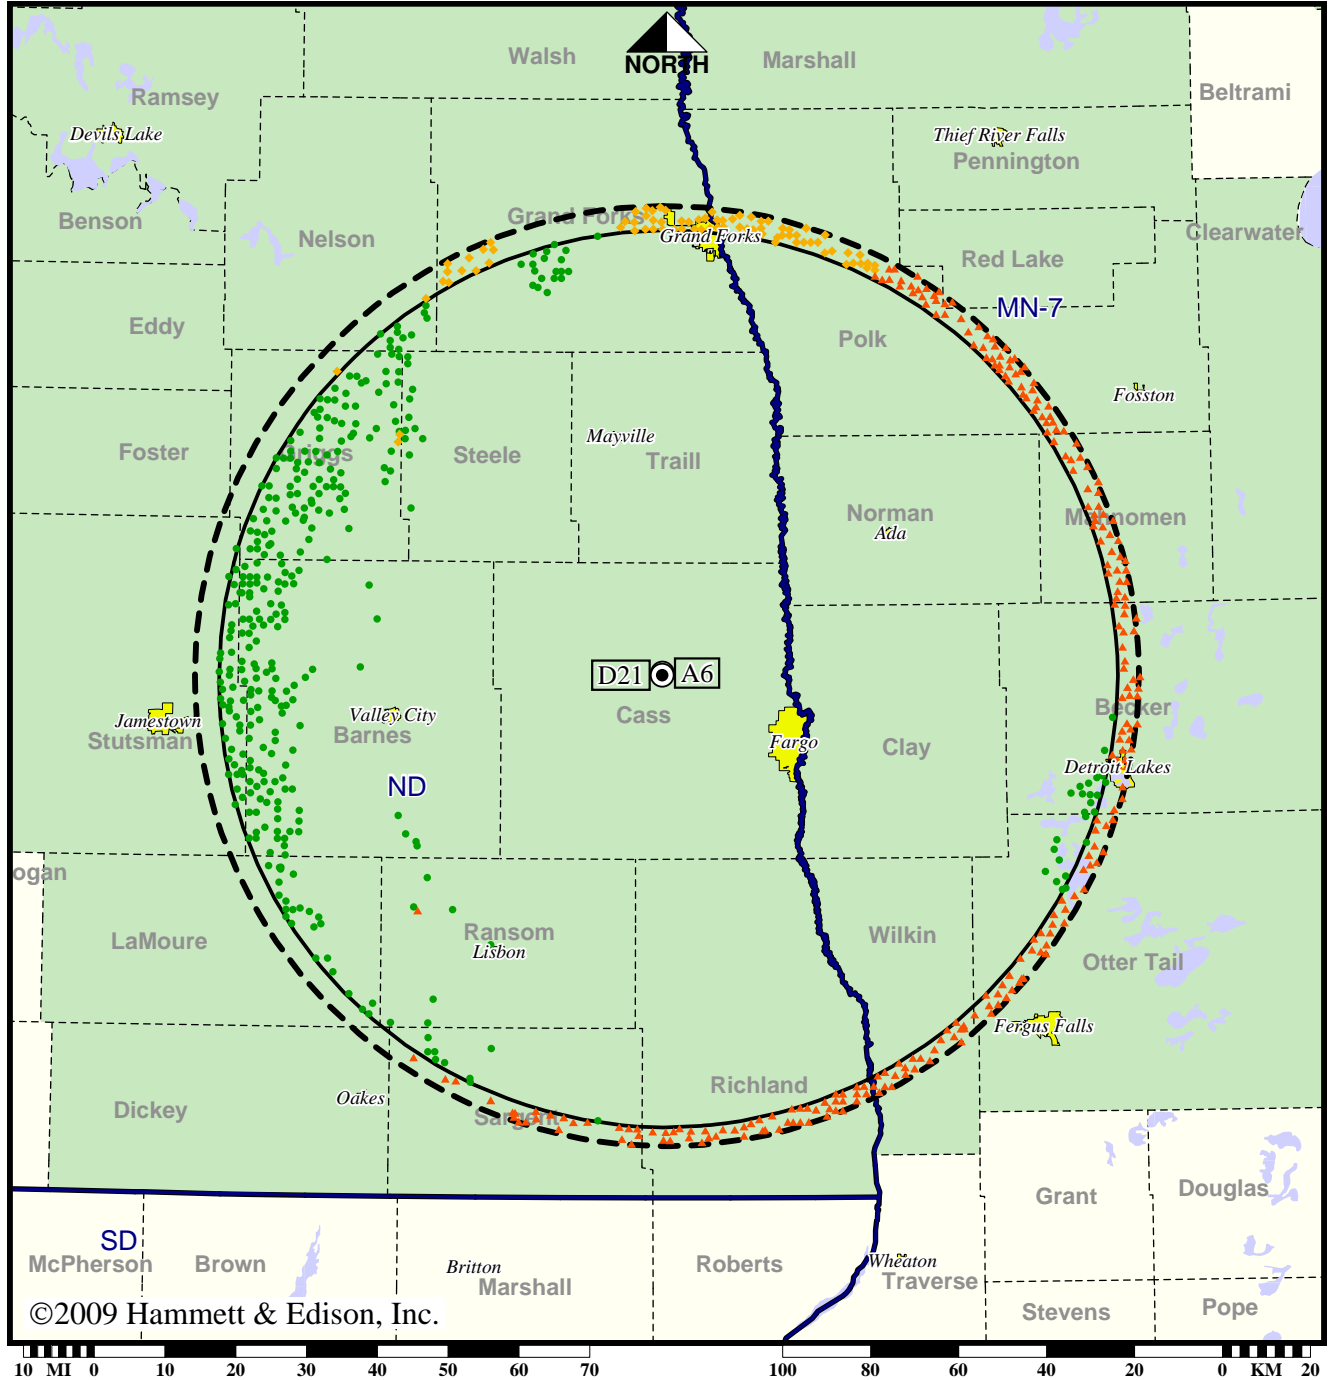 Walsh
Marshall
NORTH
Beltrami
Ramsey
Devils Lake
Thief River Falls
Pennington
Benson
Nelson
Grand Forks
Grand Forks
Clearwater
Red Lake
MN-7
Eddy
Polk
Fosston
Foster
Griggs
Steele
Mayville
Traill
Norman
Ada
Mahnomen
D21
A6
Cass
Jamestown
Stutsman
Valley City
Barnes
Fargo
Clay
Becker
Detroit Lakes
ND
ogan
LaMoure
Ransom
Lisbon
Wilkin
Otter Tail
Fergus Falls
Dickey
Oakes
Sargent
Richland
Grant
Douglas
SD
McPherson
Brown
Britton
Marshall
Roberts
Wheaton
Traverse
Stevens
Pope
©2009 Hammett & Edison, Inc.
10 MI 0 10 20 30 40 50 60 70 100 80 60 40 20 0 KM 20